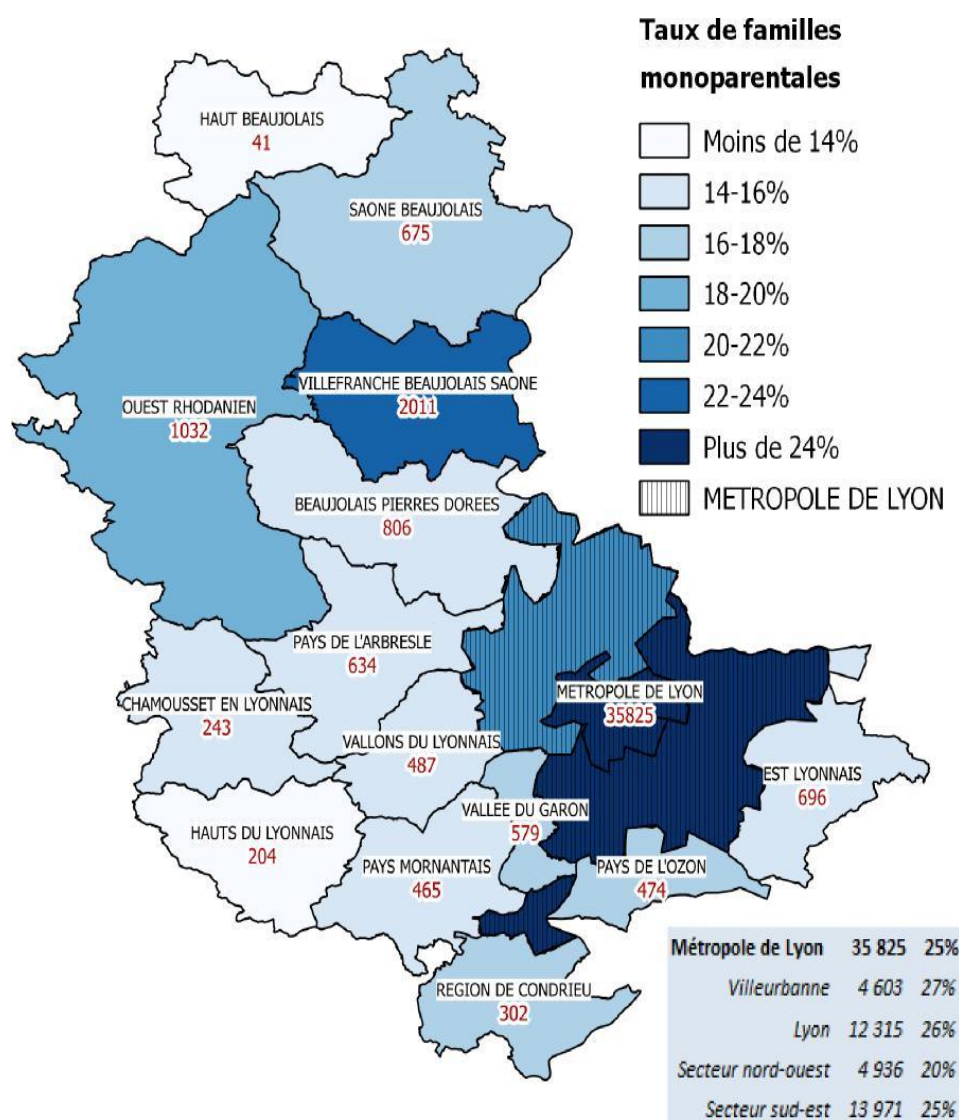 Taux de familles
monoparentales
Moins de 14%
14-16%
16-18%
18-20%
20-22%
22-24%
Plus de 24%
METROPOLE DE LYON
HAUT BEAUJOLAIS
41
SAONE BEAUJOLAIS
675
VILLEFRANCHE BEAUJOLAIS SAONE
2011
OUEST RHODANIEN
1032
BEAUJOLAIS PIERRES DOREES
806
PAYS DE L'ARBRESLE
634
METROPOLE DE LYON
35825
CHAMOUSSET EN LYONNAIS
243
VALLONS DU LYONNAIS
487
EST LYONNAIS
696
VALLEE DU GARON
579
HAUTS DU LYONNAIS
204
PAYS MORNANTAIS
465
PAYS DE L'OZON
474
REGION DE CONDRIEU
302
Métropole de Lyon 35 825 25%
Villeurbanne 4 603 27%
Lyon 12 315 26%
Secteur nord-ouest 4 936 20%
Secteur sud-est 13 971 25%